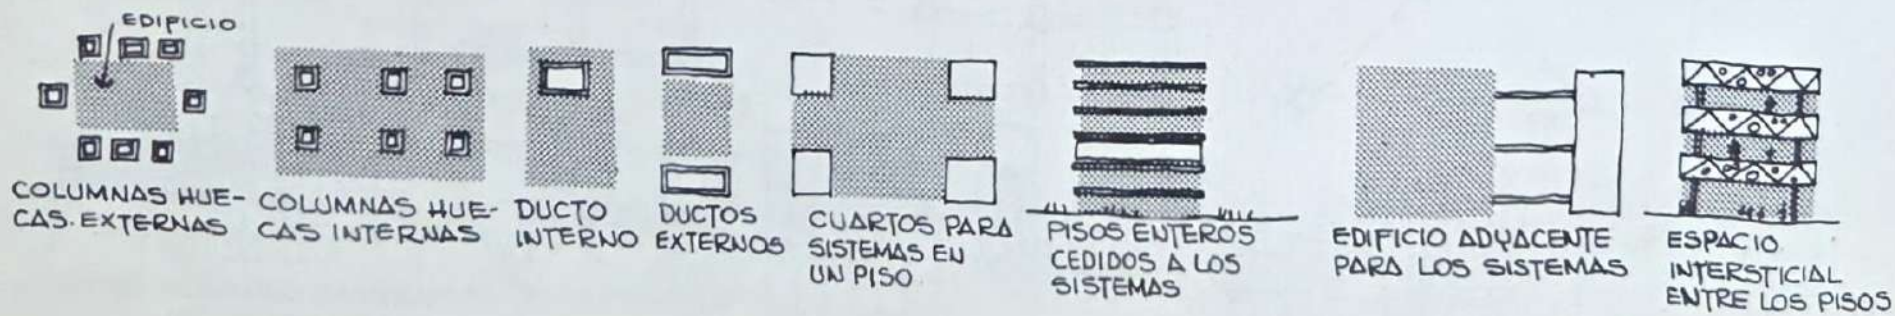 EDIFICIO
COLUMNAS HUE-
CAS. EXTERNAS
COLUMNAS HUE-
CAS INTERNAS
DUCTO
INTERNO
DUCTOS
EXTERNOS
CUARTOS PARA
SISTEMAS EN
UN PISO
PISOS ENTEROS
CEDIDOS A LOS
SISTEMAS
EDIFICIO ADYACENTE
PARA LOS SISTEMAS
ESPACIO
INTERSTICIAL
ENTRE LOS PISOS